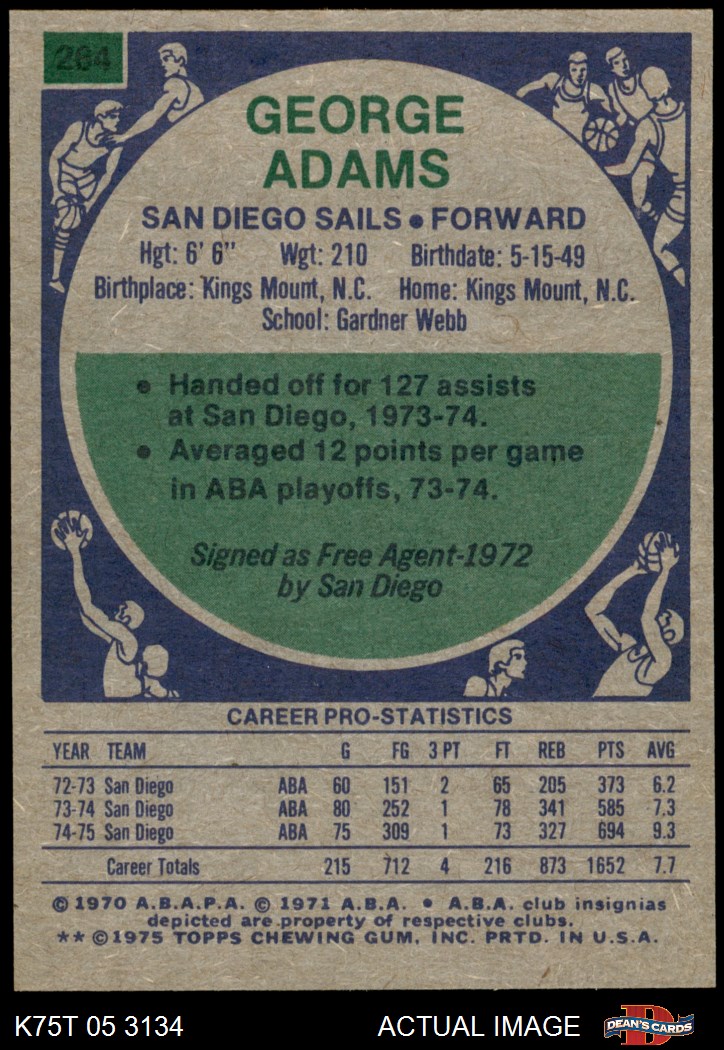 264
GEORGE
ADAMS
SAN DIEGO SAILS • FORWARD
Hgt: 6' 6" Wgt: 210 Birthdate: 5-15-49
Birthplace: Kings Mount, N.C. Home: Kings Mount, N.C.
School: Gardner Webb
• Handed off for 127 assists
at San Diego, 1973-74.
• Averaged 12 points per game
in ABA playoffs, 73-74.
Signed as Free Agent-1972
by San Diego
CAREER PRO-STATISTICS
YEAR TEAM G FG 3 PT FT REB PTS AVG
72-73 San Diego ABA 60 151 2 65 205 373 6.2
73-74 San Diego ABA 80 252 1 78 341 585 7.3
74-75 San Diego ABA 75 309 1 73 327 694 9.3
Career Totals 215 712 4 216 873 1652 7.7
© 1970 A.B.A.P.A. © 1971 A.B.A. • A.B.A. club insignias
depicted are property of respective clubs.
** © 1975 TOPPS CHEWING GUM, INC. PRTD. IN U.S.A.
K75T 05 3134 ACTUAL IMAGE D DEAN'S CARDS